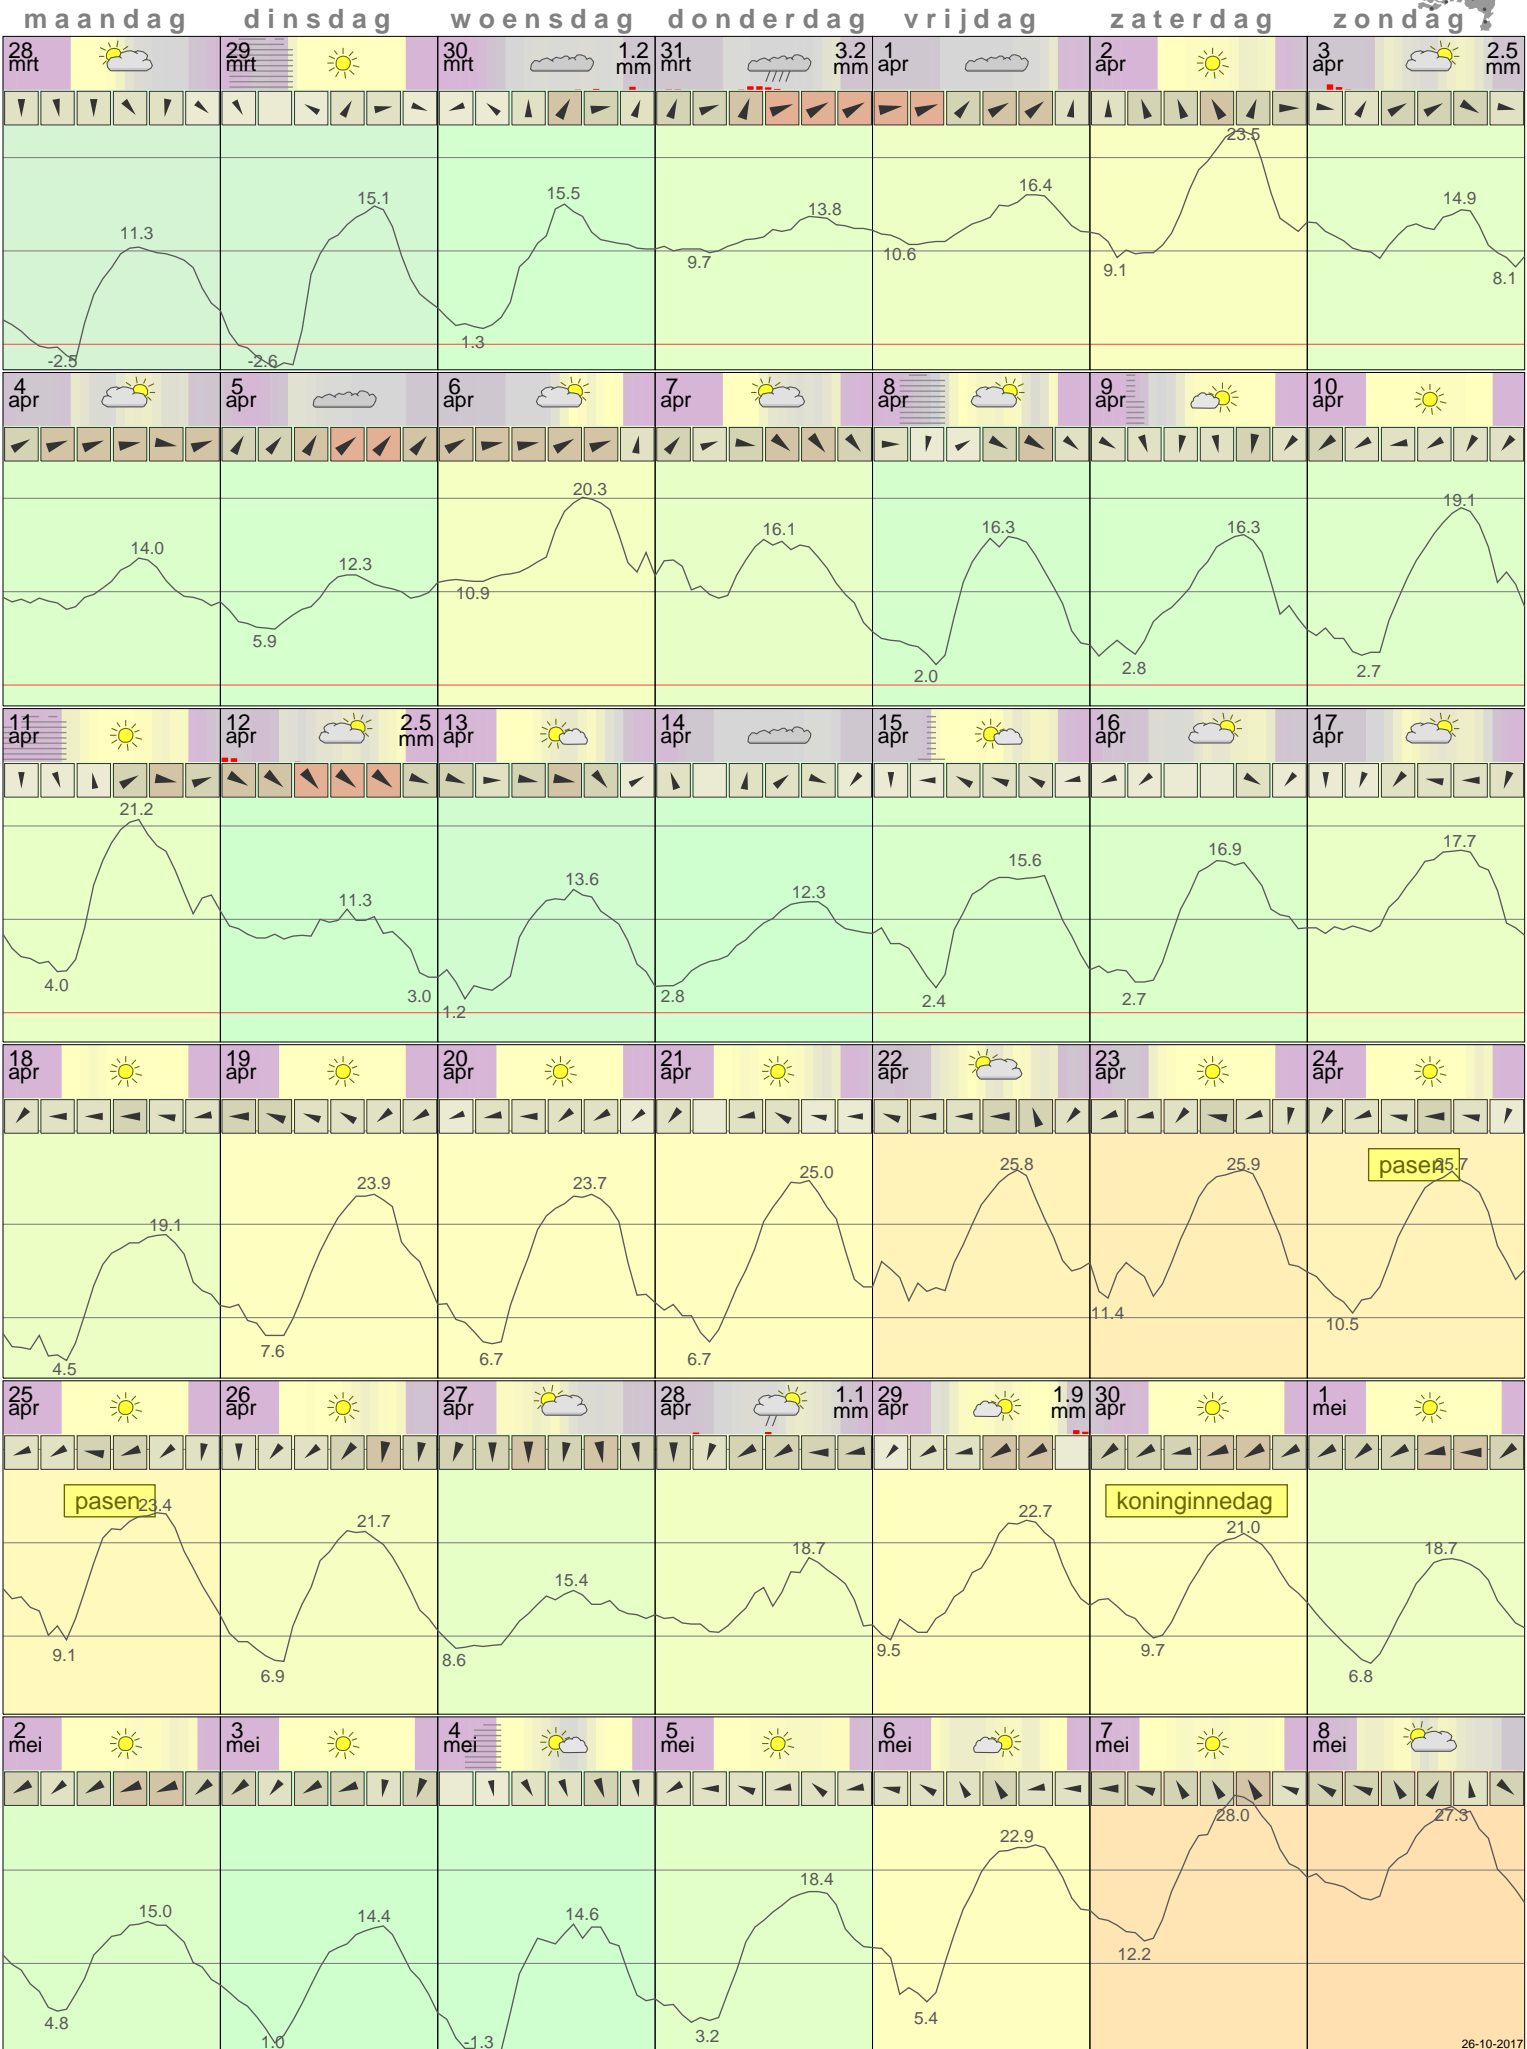 maandag dinsdag woensdag donderdag vrijdag zaterdag zondag
28 29 30 1.2 31 3.2 1 2 3 2.5
mrt mrt mrt mm mrt mm apr apr apr mm
23.5
15.1 15.5 16.4 14.9
11.3 13.8
9.7 10.6 9.1 8.1
-2.5 -2.6 1.3
4 5 6 7 8 9 10
apr apr apr apr apr apr apr
14.0 12.3 20.3 16.1 16.3 16.3 19.1
5.9 10.9 2.0 2.8 2.7
11 12 2.5 13 14 15 16 17
apr apr mm apr apr apr apr apr
21.2 11.3 13.6 12.3 15.6 16.9 17.7
4.0 3.0 1.2 2.8 2.4 2.7
18 19 20 21 22 23 24
apr apr apr apr apr apr apr
pasen
19.1 23.9 23.7 25.0 25.8 25.9 25.7
4.5 7.6 6.7 6.7 11.4 10.5
25 26 27 28 1.1 29 1.9 30 1
apr apr apr apr mm apr mm apr mei
pasen koninginnedag
23.4 21.7 15.4 18.7 22.7 21.0 18.7
9.1 6.9 8.6 9.5 9.7 6.8
2 3 4 5 6 7 8
mei mei mei mei mei mei mei
15.0 14.4 14.6 18.4 22.9 28.0 27.3
4.8 1.0 -1.3 3.2 5.4 12.2
26-10-2017